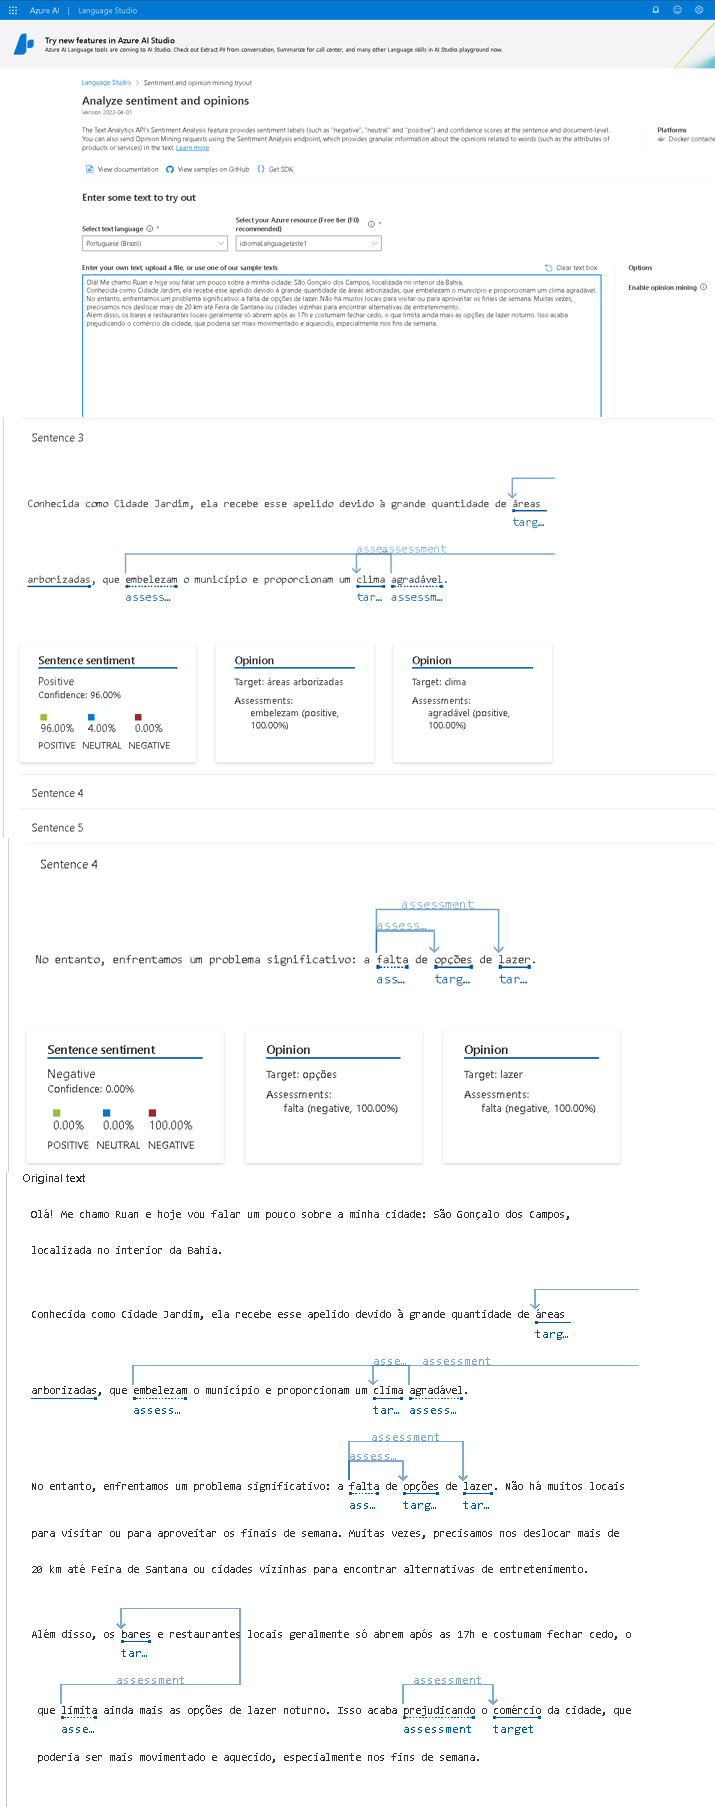 Azure AI | Language Studio
Try new features in Azure AI Studio
Azure AI Language tools are coming to AI Studio. Check out Extract PII from conversation, Summarize for call center, and many other Language skills in AI Studio playground now.
Language Studio > Sentiment and opinion mining tryout
Analyze sentiment and opinions
Version 2023-04-01
The Text Analytics API's Sentiment Analysis feature provides sentiment labels (such as "negative", "neutral" and "positive") and confidence scores at the sentence and document-level.
You can also send Opinion Mining requests using the Sentiment Analysis endpoint, which provides granular information about the opinions related to words (such as the attributes of
products or services) in the text. Learn more
Platforms
Docker containe
View documentation View samples on GitHub Get SDK
Enter some text to try out
Select text language *
Select your Azure resource (Free tier (F0) recommended) *
Portuguese (Brazil)
idiomaLanguageteste1
Enter your own text, upload a file, or use one of our sample texts
Clear text box
Options
Enable opinion mining
Olá! Me chamo Ruan e hoje vou falar um pouco sobre a minha cidade: São Gonçalo dos Campos, localizada no interior da Bahia.
Conhecida como Cidade Jardim, ela recebe esse apelido devido à grande quantidade de áreas arborizadas, que embelezam o município e proporcionam um clima agradável.
No entanto, enfrentamos um problema significativo: a falta de opções de lazer. Não há muitos locais para visitar ou para aproveitar os finais de semana. Muitas vezes,
precisamos nos deslocar mais de 20 km até Feira de Santana ou cidades vizinhas para encontrar alternativas de entretenimento.
Além disso, os bares e restaurantes locais geralmente só abrem após as 17h e costumam fechar cedo, o que limita ainda mais as opções de lazer noturno. Isso acaba
prejudicando o comércio da cidade, que poderia ser mais movimentado e aquecido, especialmente nos fins de semana.
Sentence 3
Conhecida como Cidade Jardim, ela recebe esse apelido devido à grande quantidade de áreas
targ…
assessment
arborizadas, que embelezam o município e proporcionam um clima agradável.
assess… tar… assessm…
Sentence sentiment
Positive
Confidence: 96.00%
96.00% 4.00% 0.00%
POSITIVE NEUTRAL NEGATIVE
Opinion
Target: áreas arborizadas
Assessments:
embelezam (positive,
100.00%)
Opinion
Target: clima
Assessments:
agradável (positive,
100.00%)
Sentence 4
Sentence 5
Sentence 4
assessment
assess…
No entanto, enfrentamos um problema significativo: a falta de opções de lazer.
ass… targ… tar…
Sentence sentiment
Negative
Confidence: 0.00%
0.00% 0.00% 100.00%
POSITIVE NEUTRAL NEGATIVE
Opinion
Target: opções
Assessments:
falta (negative, 100.00%)
Opinion
Target: lazer
Assessments:
falta (negative, 100.00%)
Original text
Olá! Me chamo Ruan e hoje vou falar um pouco sobre a minha cidade: São Gonçalo dos Campos,
localizada no interior da Bahia.
Conhecida como Cidade Jardim, ela recebe esse apelido devido à grande quantidade de áreas
targ…
asse… assessment
arborizadas, que embelezam o município e proporcionam um clima agradável.
assess… tar… assess…
assessment
assess…
No entanto, enfrentamos um problema significativo: a falta de opções de lazer. Não há muitos locais
ass… targ… tar…
para visitar ou para aproveitar os finais de semana. Muitas vezes, precisamos nos deslocar mais de
20 km até Feira de Santana ou cidades vizinhas para encontrar alternativas de entretenimento.
Além disso, os bares e restaurantes locais geralmente só abrem após as 17h e costumam fechar cedo, o
tar…
assessment assessment
que limita ainda mais as opções de lazer noturno. Isso acaba prejudicando o comércio da cidade, que
asse… assessment target
poderia ser mais movimentado e aquecido, especialmente nos fins de semana.